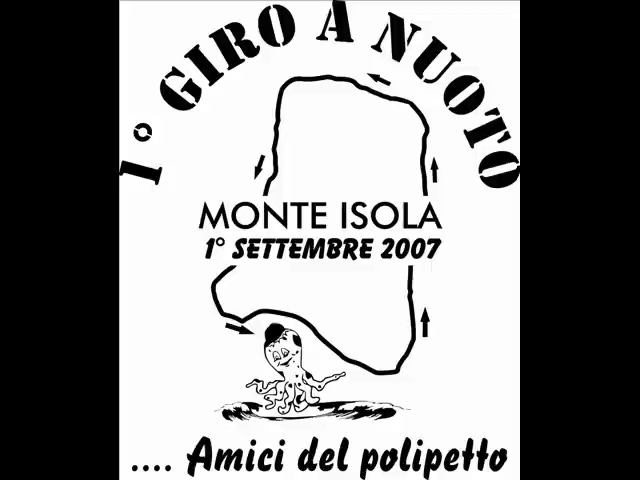 1° GIRO A NUOTO
MONTE ISOLA
1° SETTEMBRE 2007
.... Amici del polipetto